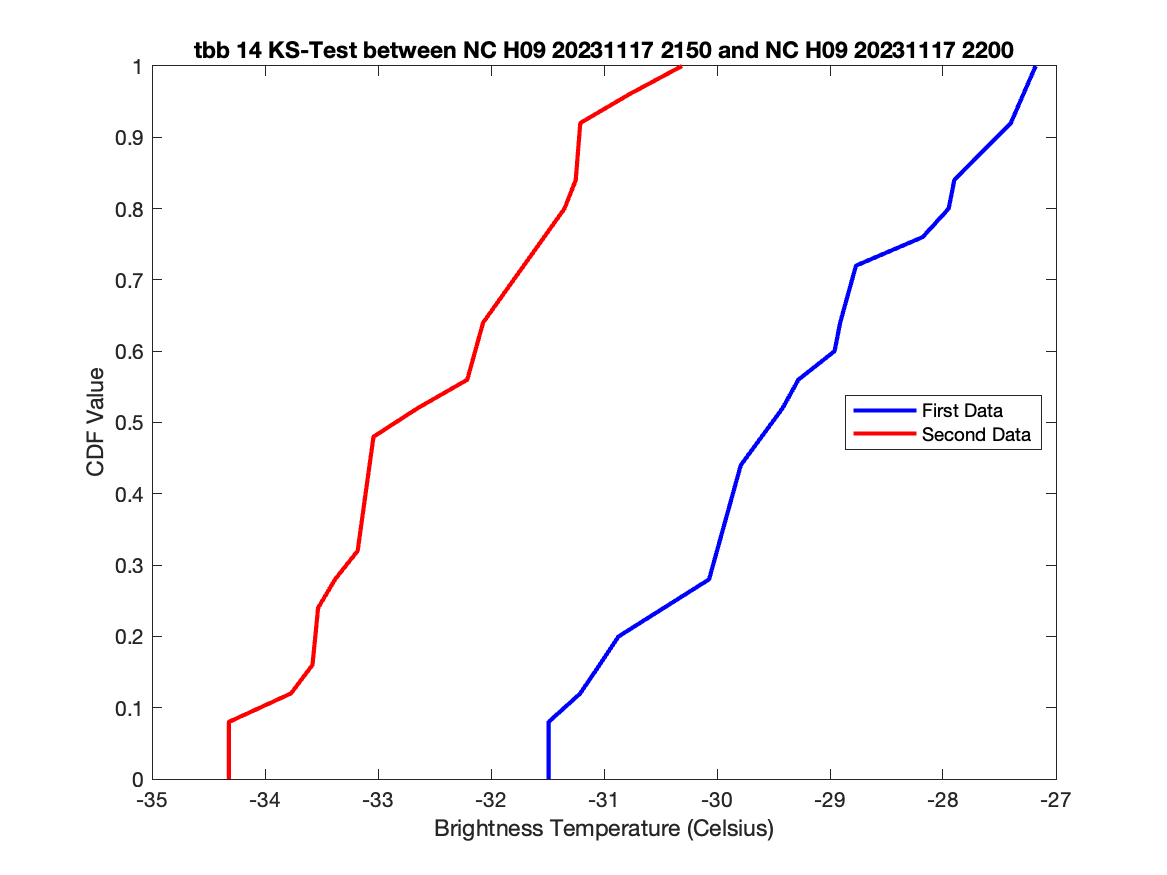 tbb 14 KS-Test between NC H09 20231117 2150 and NC H09 20231117 2200
1
0.9
0.8
0.7
0.6
0.5
0.4
0.3
0.2
0.1
0
CDF Value
First Data
Second Data
-35 -34 -33 -32 -31 -30 -29 -28 -27
Brightness Temperature (Celsius)